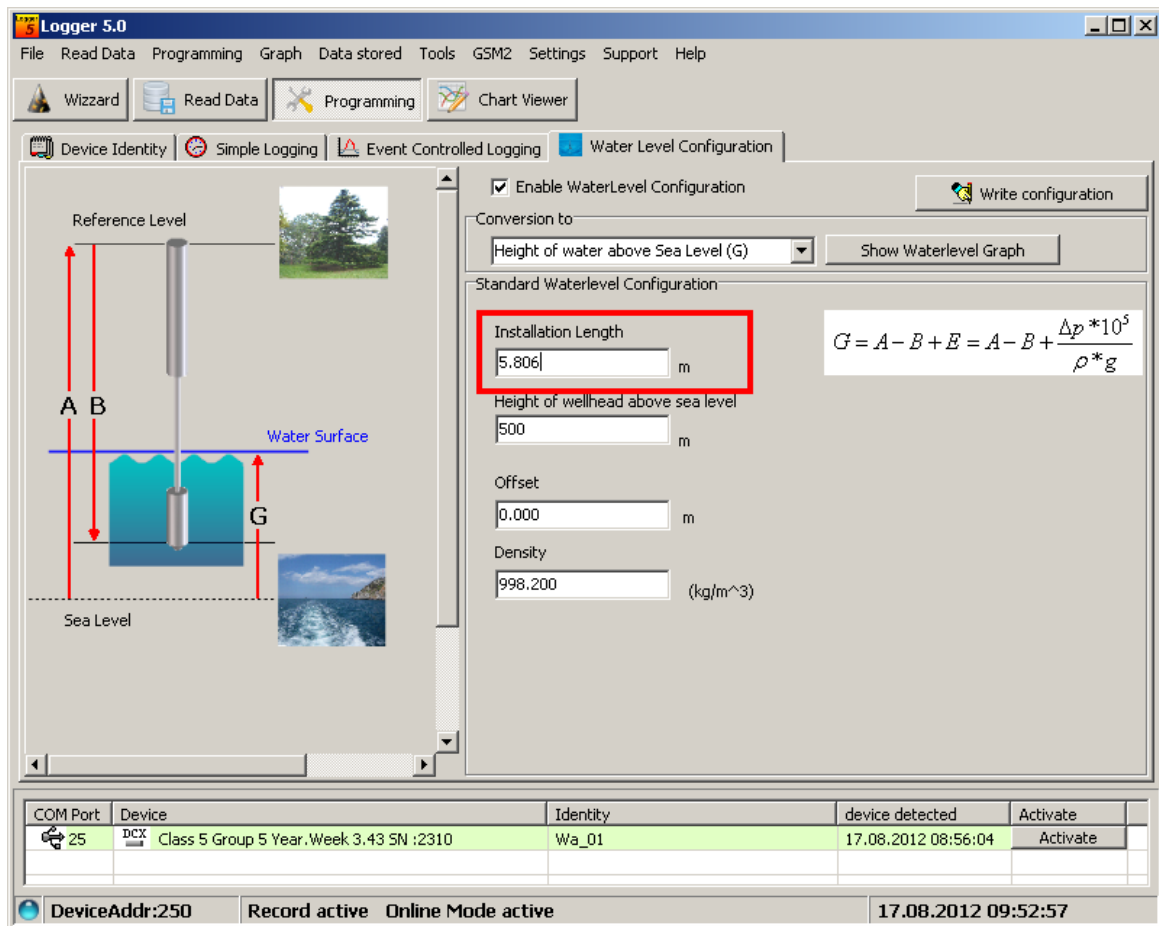 Logger 5.0
File Read Data Programming Graph Data stored Tools GSM2 Settings Support Help
Wizzard Read Data Programming Chart Viewer
Device Identity Simple Logging Event Controlled Logging Water Level Configuration
Enable WaterLevel Configuration
Write configuration
Reference Level
Conversion to
Height of water above Sea Level (G) Show Waterlevel Graph
Standard Waterlevel Configuration
Installation Length
5.806 m
G = A − B + E = A − B + Δp *10^5 / ρ * g
Height of wellhead above sea level
500 m
A B
Water Surface
Offset
0.000 m
G
Density
998.200 (kg/m^3)
Sea Level
COM Port Device Identity device detected Activate
25 DCX Class 5 Group 5 Year.Week 3.43 SN :2310 Wa_01 17.08.2012 08:56:04 Activate
DeviceAddr:250 Record active Online Mode active 17.08.2012 09:52:57